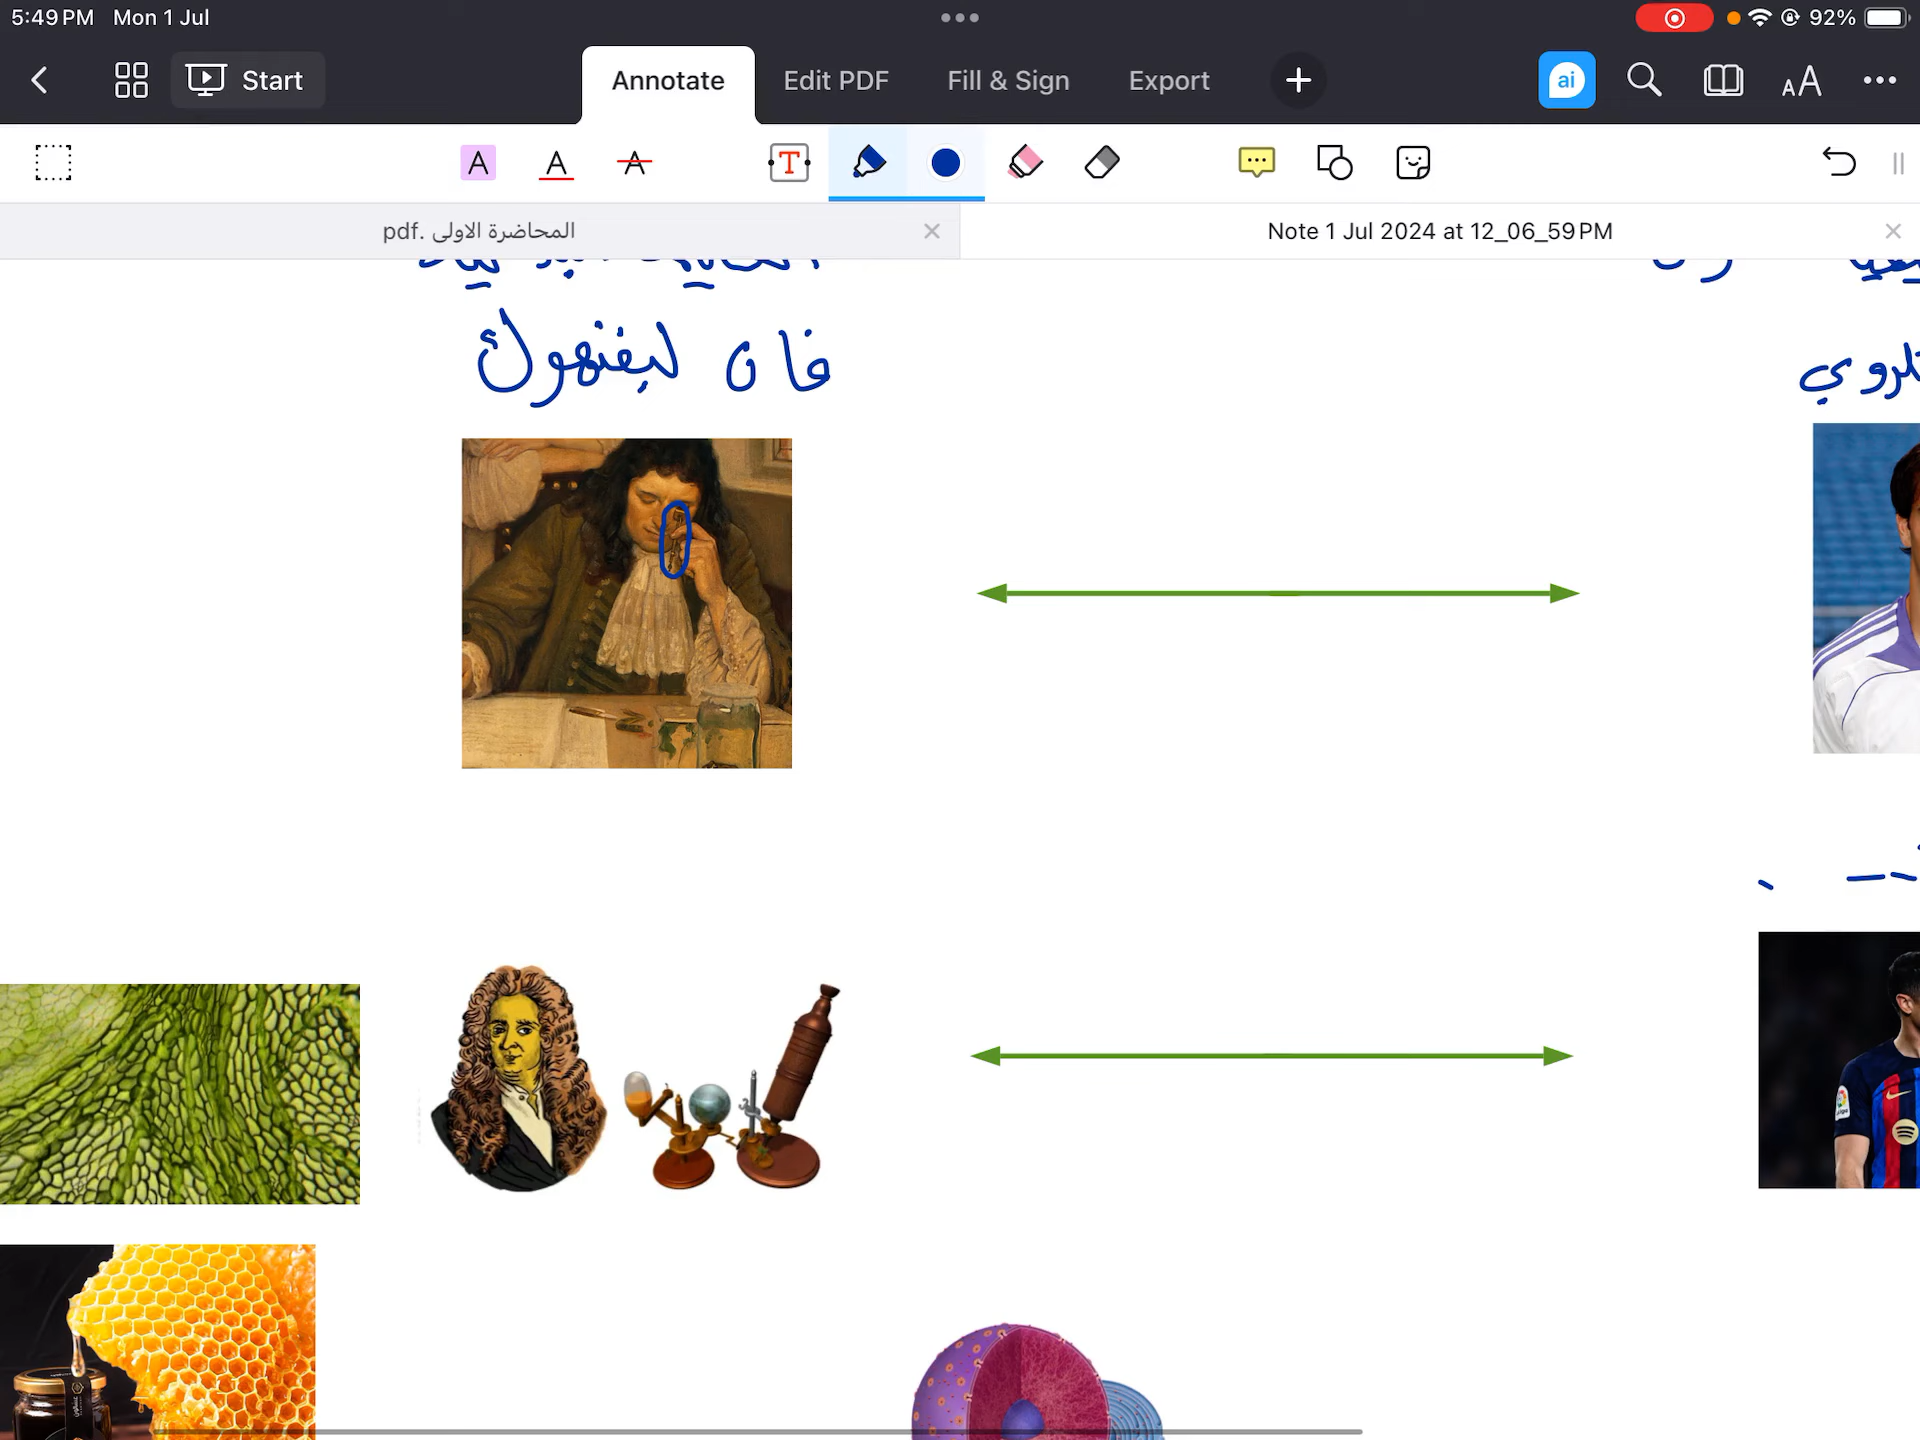 5:49 PM Mon 1 Jul
92%
Start
Annotate
Edit PDF
Fill & Sign
Export
ai
AA
A A A T
المحاضرة الاولى .pdf
Note 1 Jul 2024 at 12_06_59 PM
فان ليفنهوك